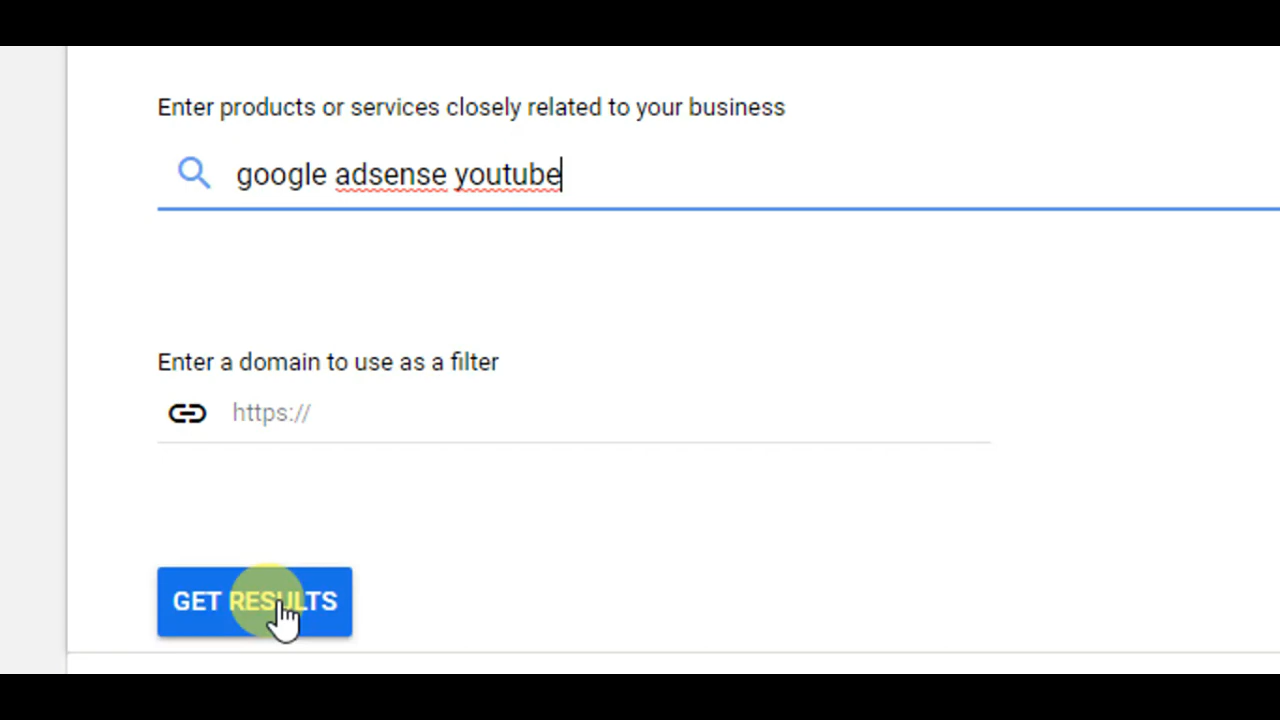 Enter products or services closely related to your business
google adsense youtube
Enter a domain to use as a filter
https://
GET RESULTS